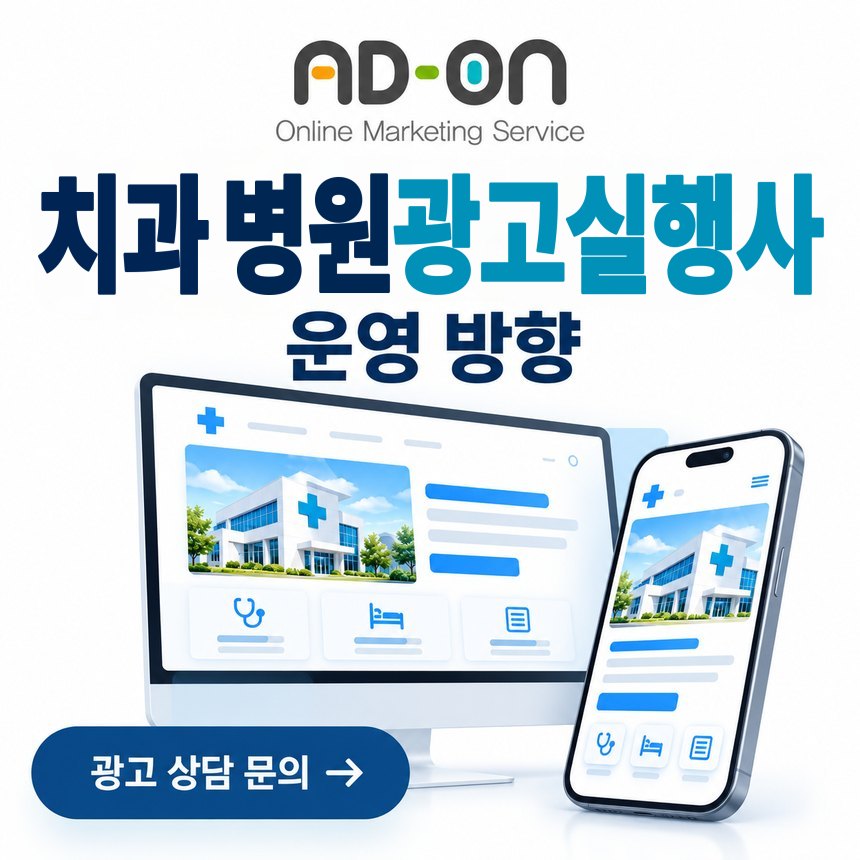 AD-ON
Online Marketing Service
치과 병원광고실행사
운영 방향
광고 상담 문의 →